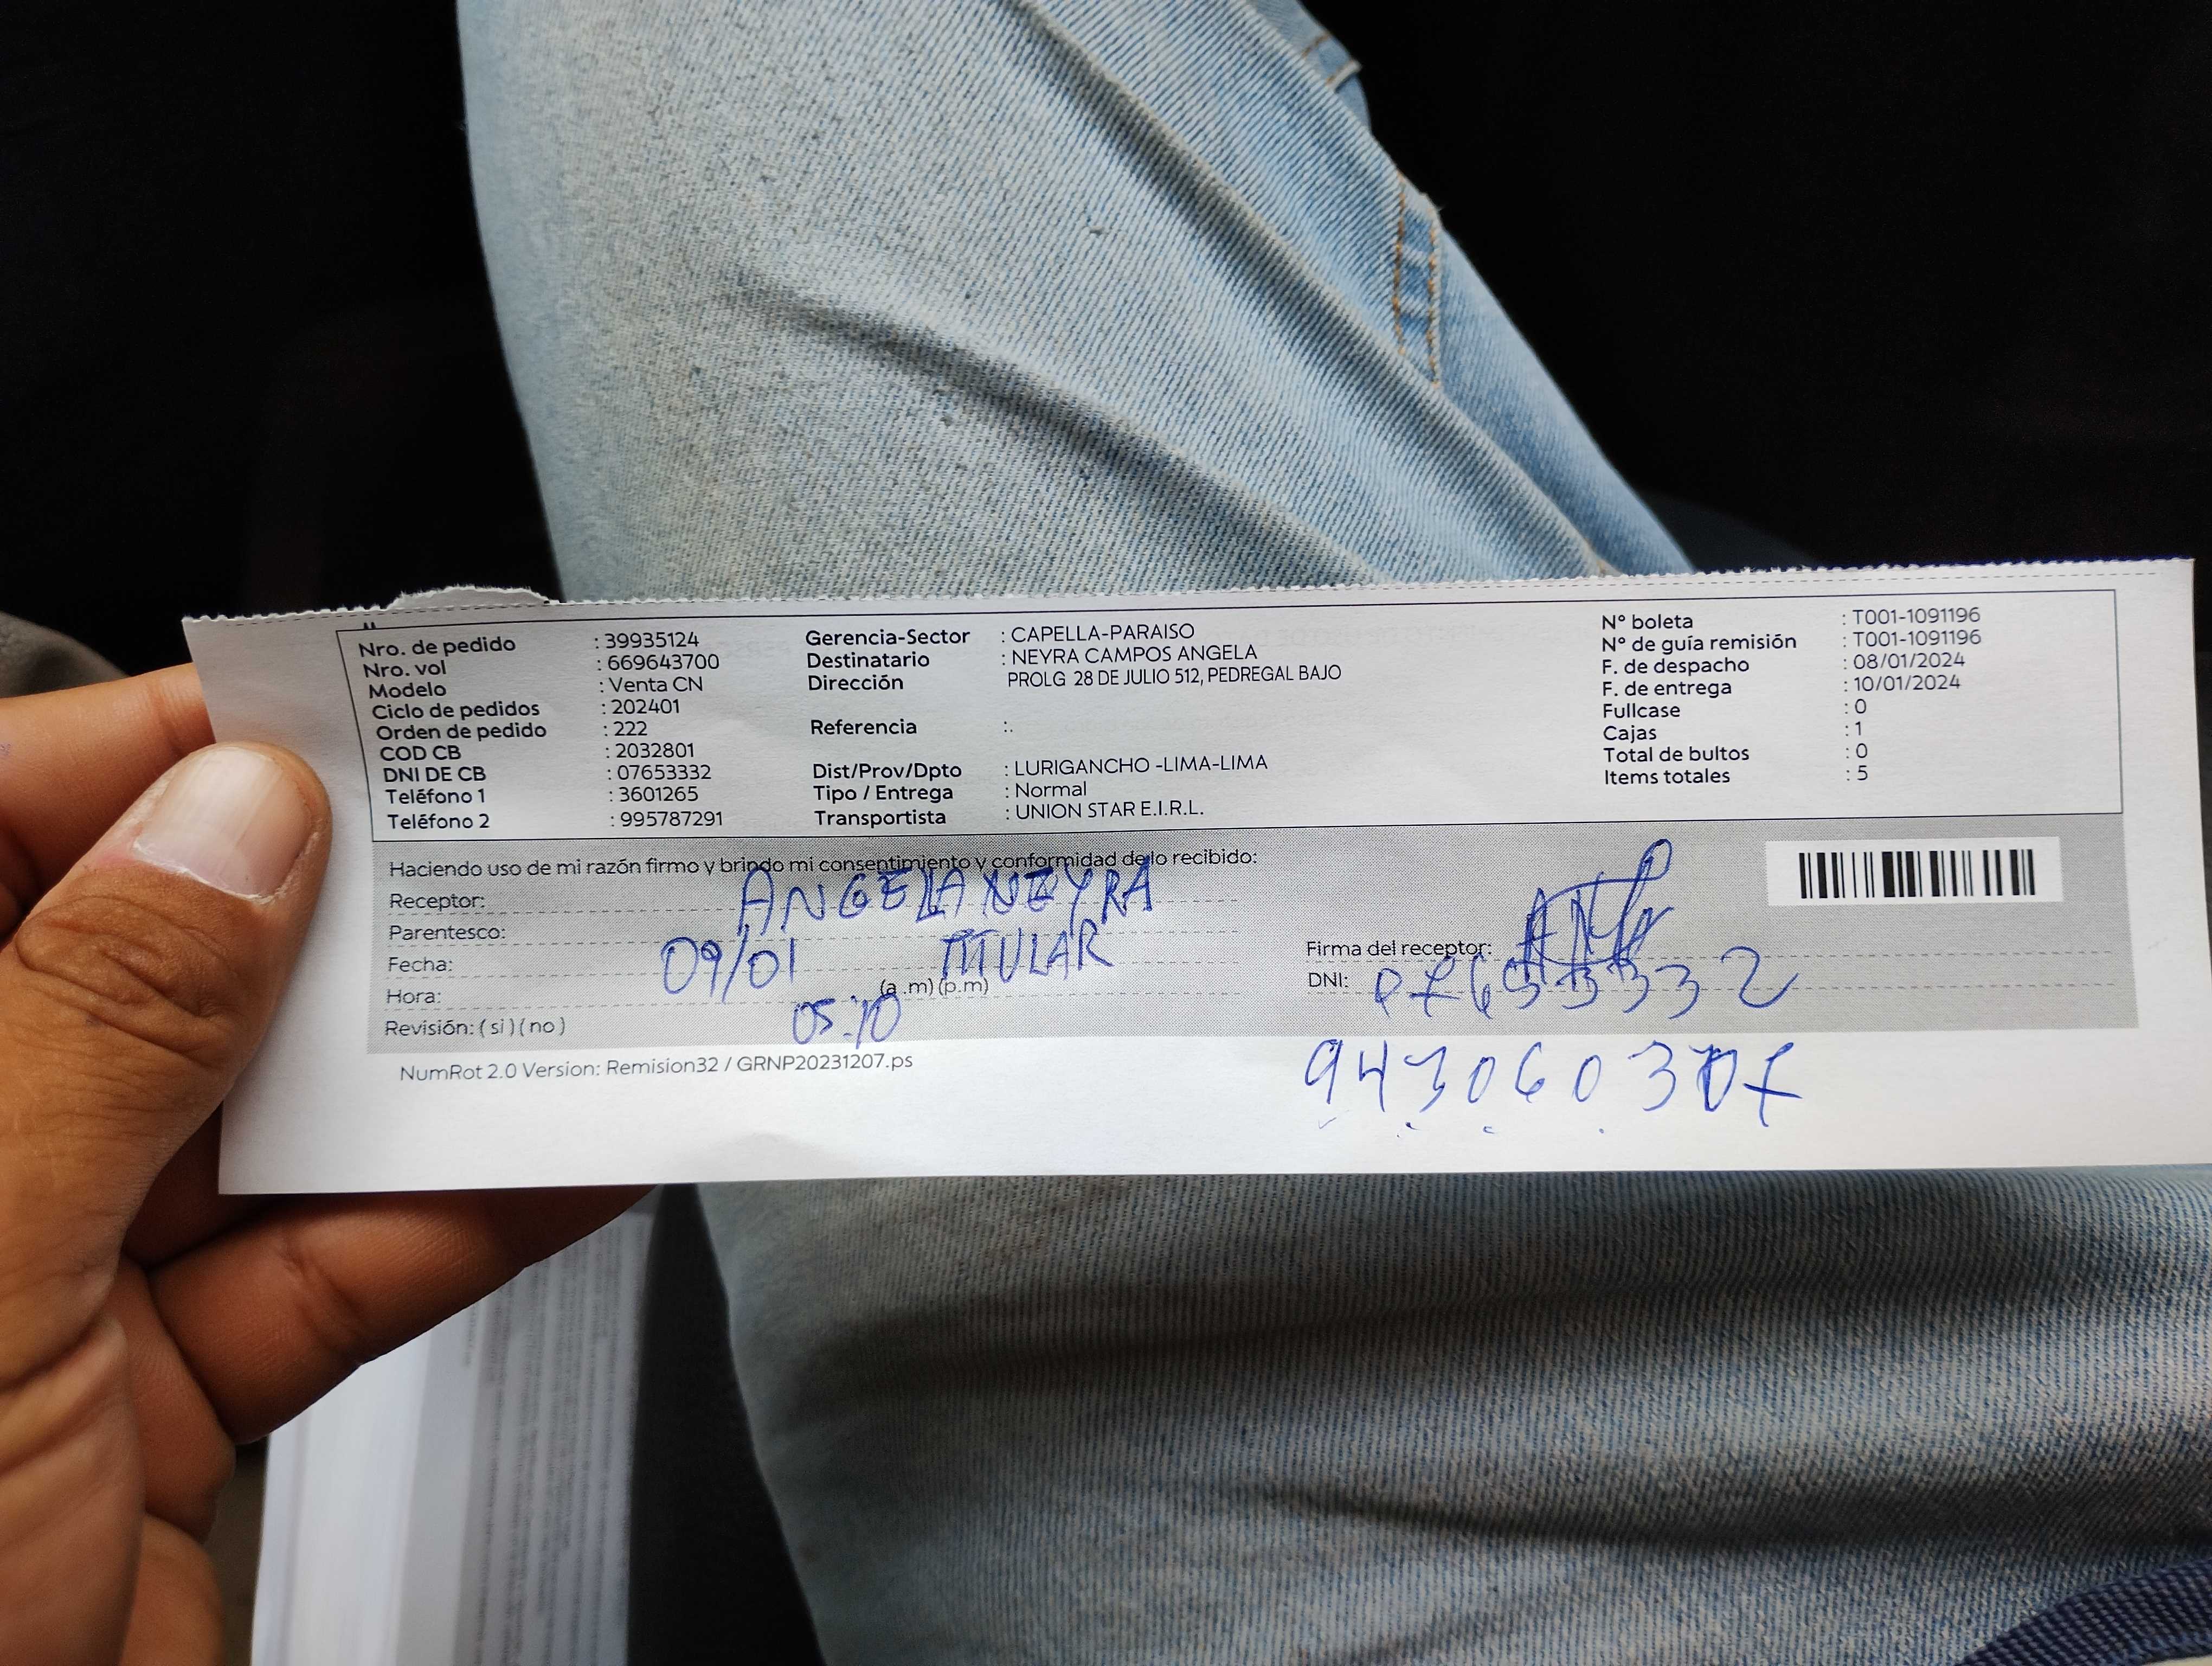 Nro. de pedido : 39935124
Nro. vol : 669643700
Modelo : Venta CN
Ciclo de pedidos : 202401
Orden de pedido : 222
COD CB : 2032801
DNI DE CB : 07653332
Teléfono 1 : 3601265
Teléfono 2 : 995787291
Gerencia-Sector : CAPELLA-PARAISO
Destinatario : NEYRA CAMPOS ANGELA
Dirección PROLG 28 DE JULIO 512, PEDREGAL BAJO
Referencia :.
Dist/Prov/Dpto : LURIGANCHO -LIMA-LIMA
Tipo / Entrega : Normal
Transportista : UNION STAR E.I.R.L.
N° boleta : T001-1091196
N° de guía remisión : T001-1091196
F. de despacho : 08/01/2024
F. de entrega : 10/01/2024
Fullcase : 0
Cajas : 1
Total de bultos : 0
Items totales : 5
Haciendo uso de mi razón firmo y brindo mi consentimiento y conformidad de lo recibido:
Receptor: ANGELA NEYRA
Parentesco: TITULAR
Fecha: 09/01
Hora: 05:10 (a.m) (p.m)
Revisión: (si) (no)
Firma del receptor:
DNI: 07653332
943060307
NumRot 2.0 Version: Remision32 / GRNP20231207.ps